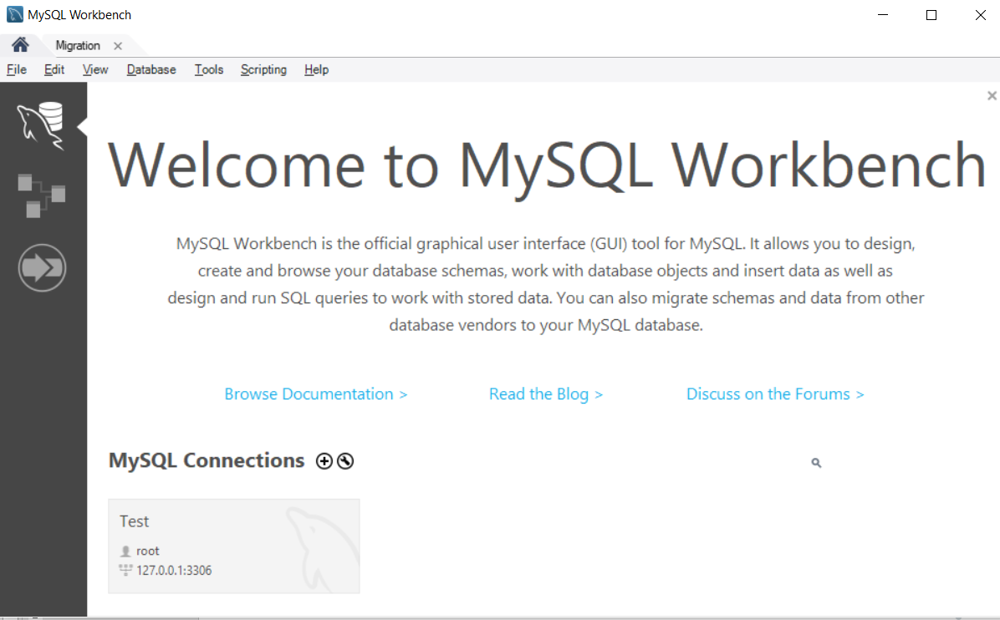 MySQL Workbench
Migration
File Edit View Database Tools Scripting Help
Welcome to MySQL Workbench
MySQL Workbench is the official graphical user interface (GUI) tool for MySQL. It allows you to design,
create and browse your database schemas, work with database objects and insert data as well as
design and run SQL queries to work with stored data. You can also migrate schemas and data from other
database vendors to your MySQL database.
Browse Documentation > Read the Blog > Discuss on the Forums >
MySQL Connections
Test
root
127.0.0.1:3306